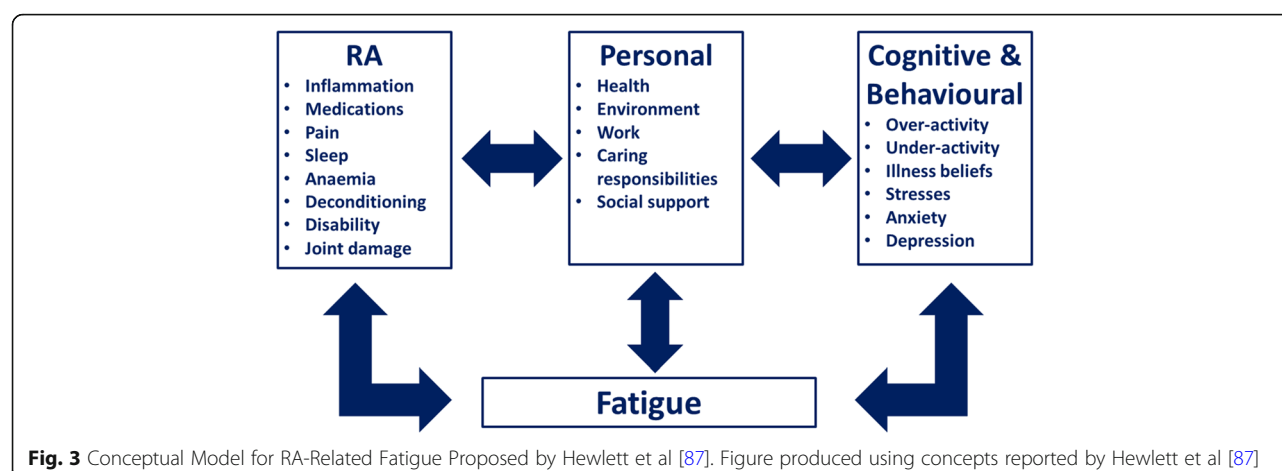 RA
• Inflammation
• Medications
• Pain
• Sleep
• Anaemia
• Deconditioning
• Disability
• Joint damage
Personal
• Health
• Environment
• Work
• Caring
responsibilities
• Social support
Cognitive &
Behavioural
• Over-activity
• Under-activity
• Illness beliefs
• Stresses
• Anxiety
• Depression
Fatigue
Fig. 3 Conceptual Model for RA-Related Fatigue Proposed by Hewlett et al [87]. Figure produced using concepts reported by Hewlett et al [87]